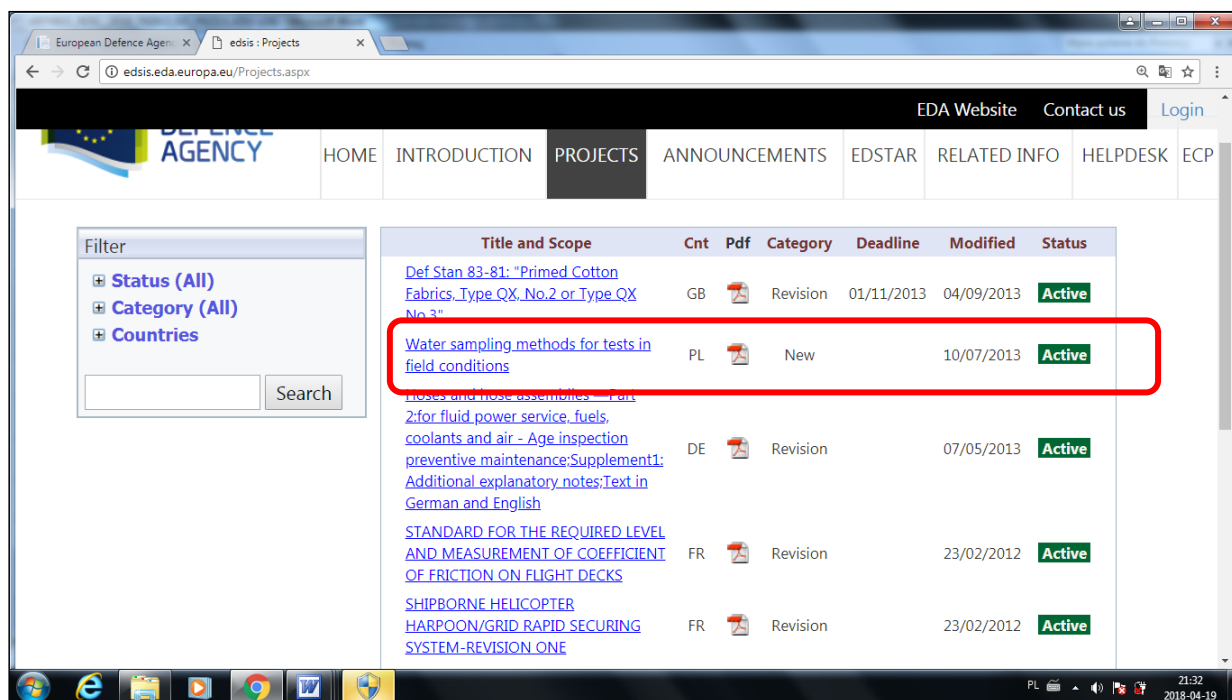 European Defence Agenc
edsis : Projects
edsis.eda.europa.eu/Projects.aspx
EDA Website Contact us Login
DEFENCE
AGENCY
HOME INTRODUCTION PROJECTS ANNOUNCEMENTS EDSTAR RELATED INFO HELPDESK ECP
Filter
Status (All)
Category (All)
Countries
Search
Title and Scope Cnt Pdf Category Deadline Modified Status
Def Stan 83-81: "Primed Cotton
Fabrics, Type QX, No.2 or Type QX GB Revision 01/11/2013 04/09/2013 Active
No.3"
Water sampling methods for tests in
field conditions PL New 10/07/2013 Active
Hoses and hose assemblies —Part
2:for fluid power service, fuels,
coolants and air - Age inspection
preventive maintenance;Supplement1: DE Revision 07/05/2013 Active
Additional explanatory notes;Text in
German and English
STANDARD FOR THE REQUIRED LEVEL
AND MEASUREMENT OF COEFFICIENT FR Revision 23/02/2012 Active
OF FRICTION ON FLIGHT DECKS
SHIPBORNE HELICOPTER
HARPOON/GRID RAPID SECURING FR Revision 23/02/2012 Active
SYSTEM-REVISION ONE
PL 21:32
2018-04-19